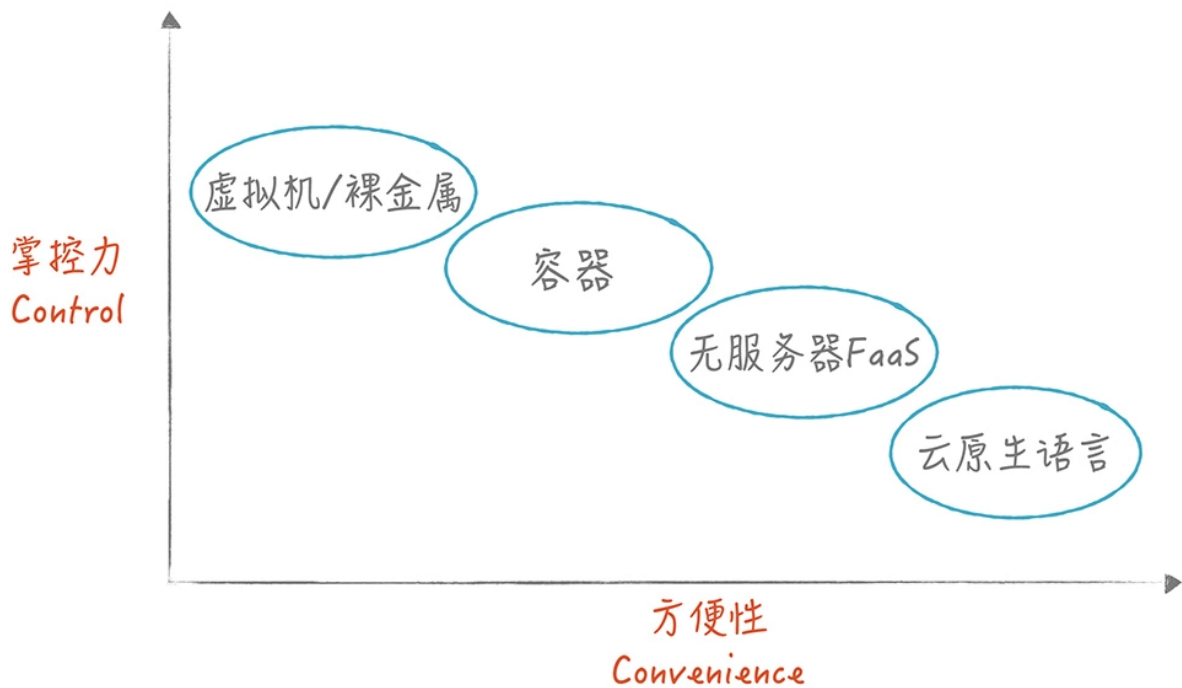 虚拟机/裸金属
掌控力
Control
容器
无服务器FaaS
云原生语言
方便性
Convenience